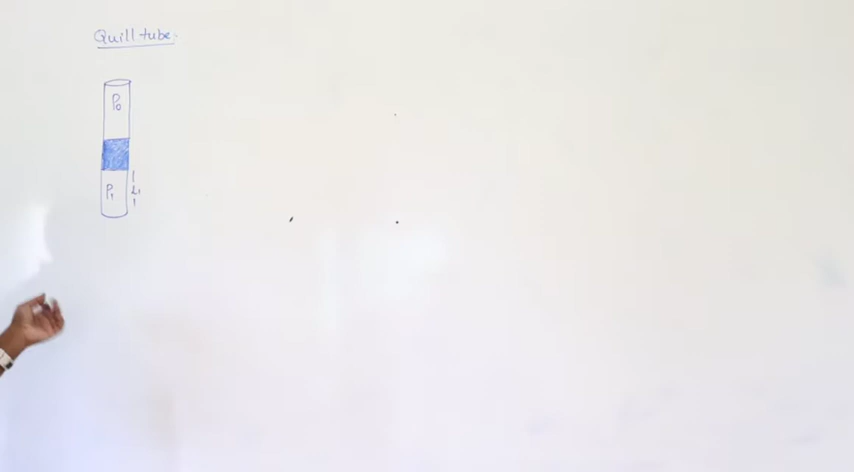 Quill tube.
P₀
P₁
L₁